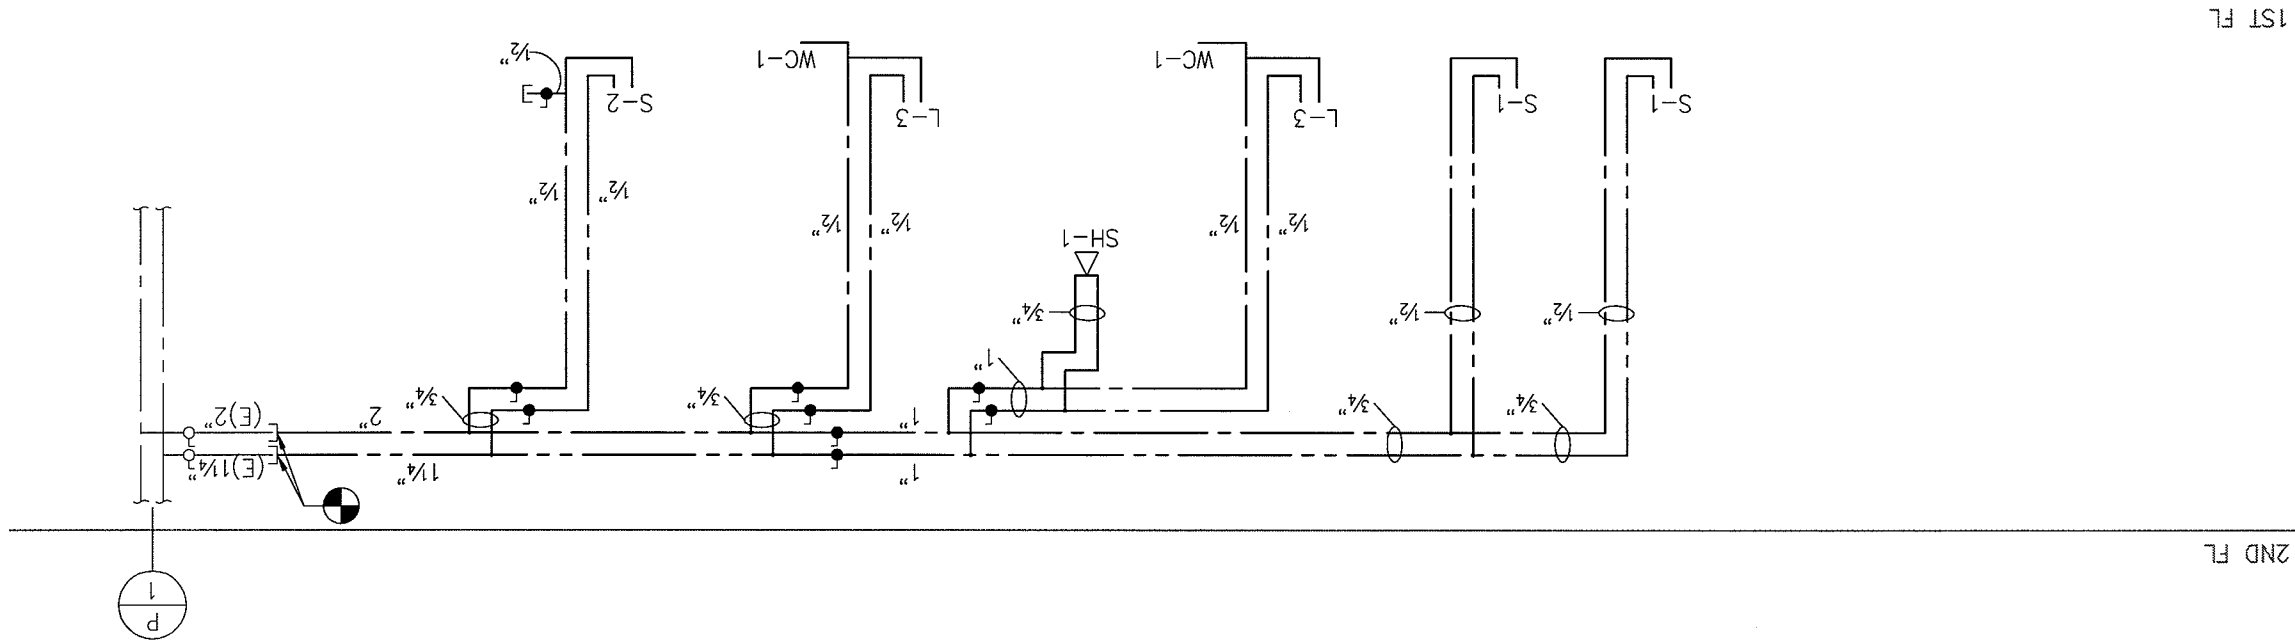 P
1
2ND FL
1"
1¼"
(E)1¼"
1"
2"
(E)2"
¾"
¾"
¾"
¾"
1"
½"
½"
¾"
SH-1
½"
½"
½"
½"
½"
½"
L-3
L-3
S-1
S-1
S-2
WC-1
WC-1
½"
1ST FL